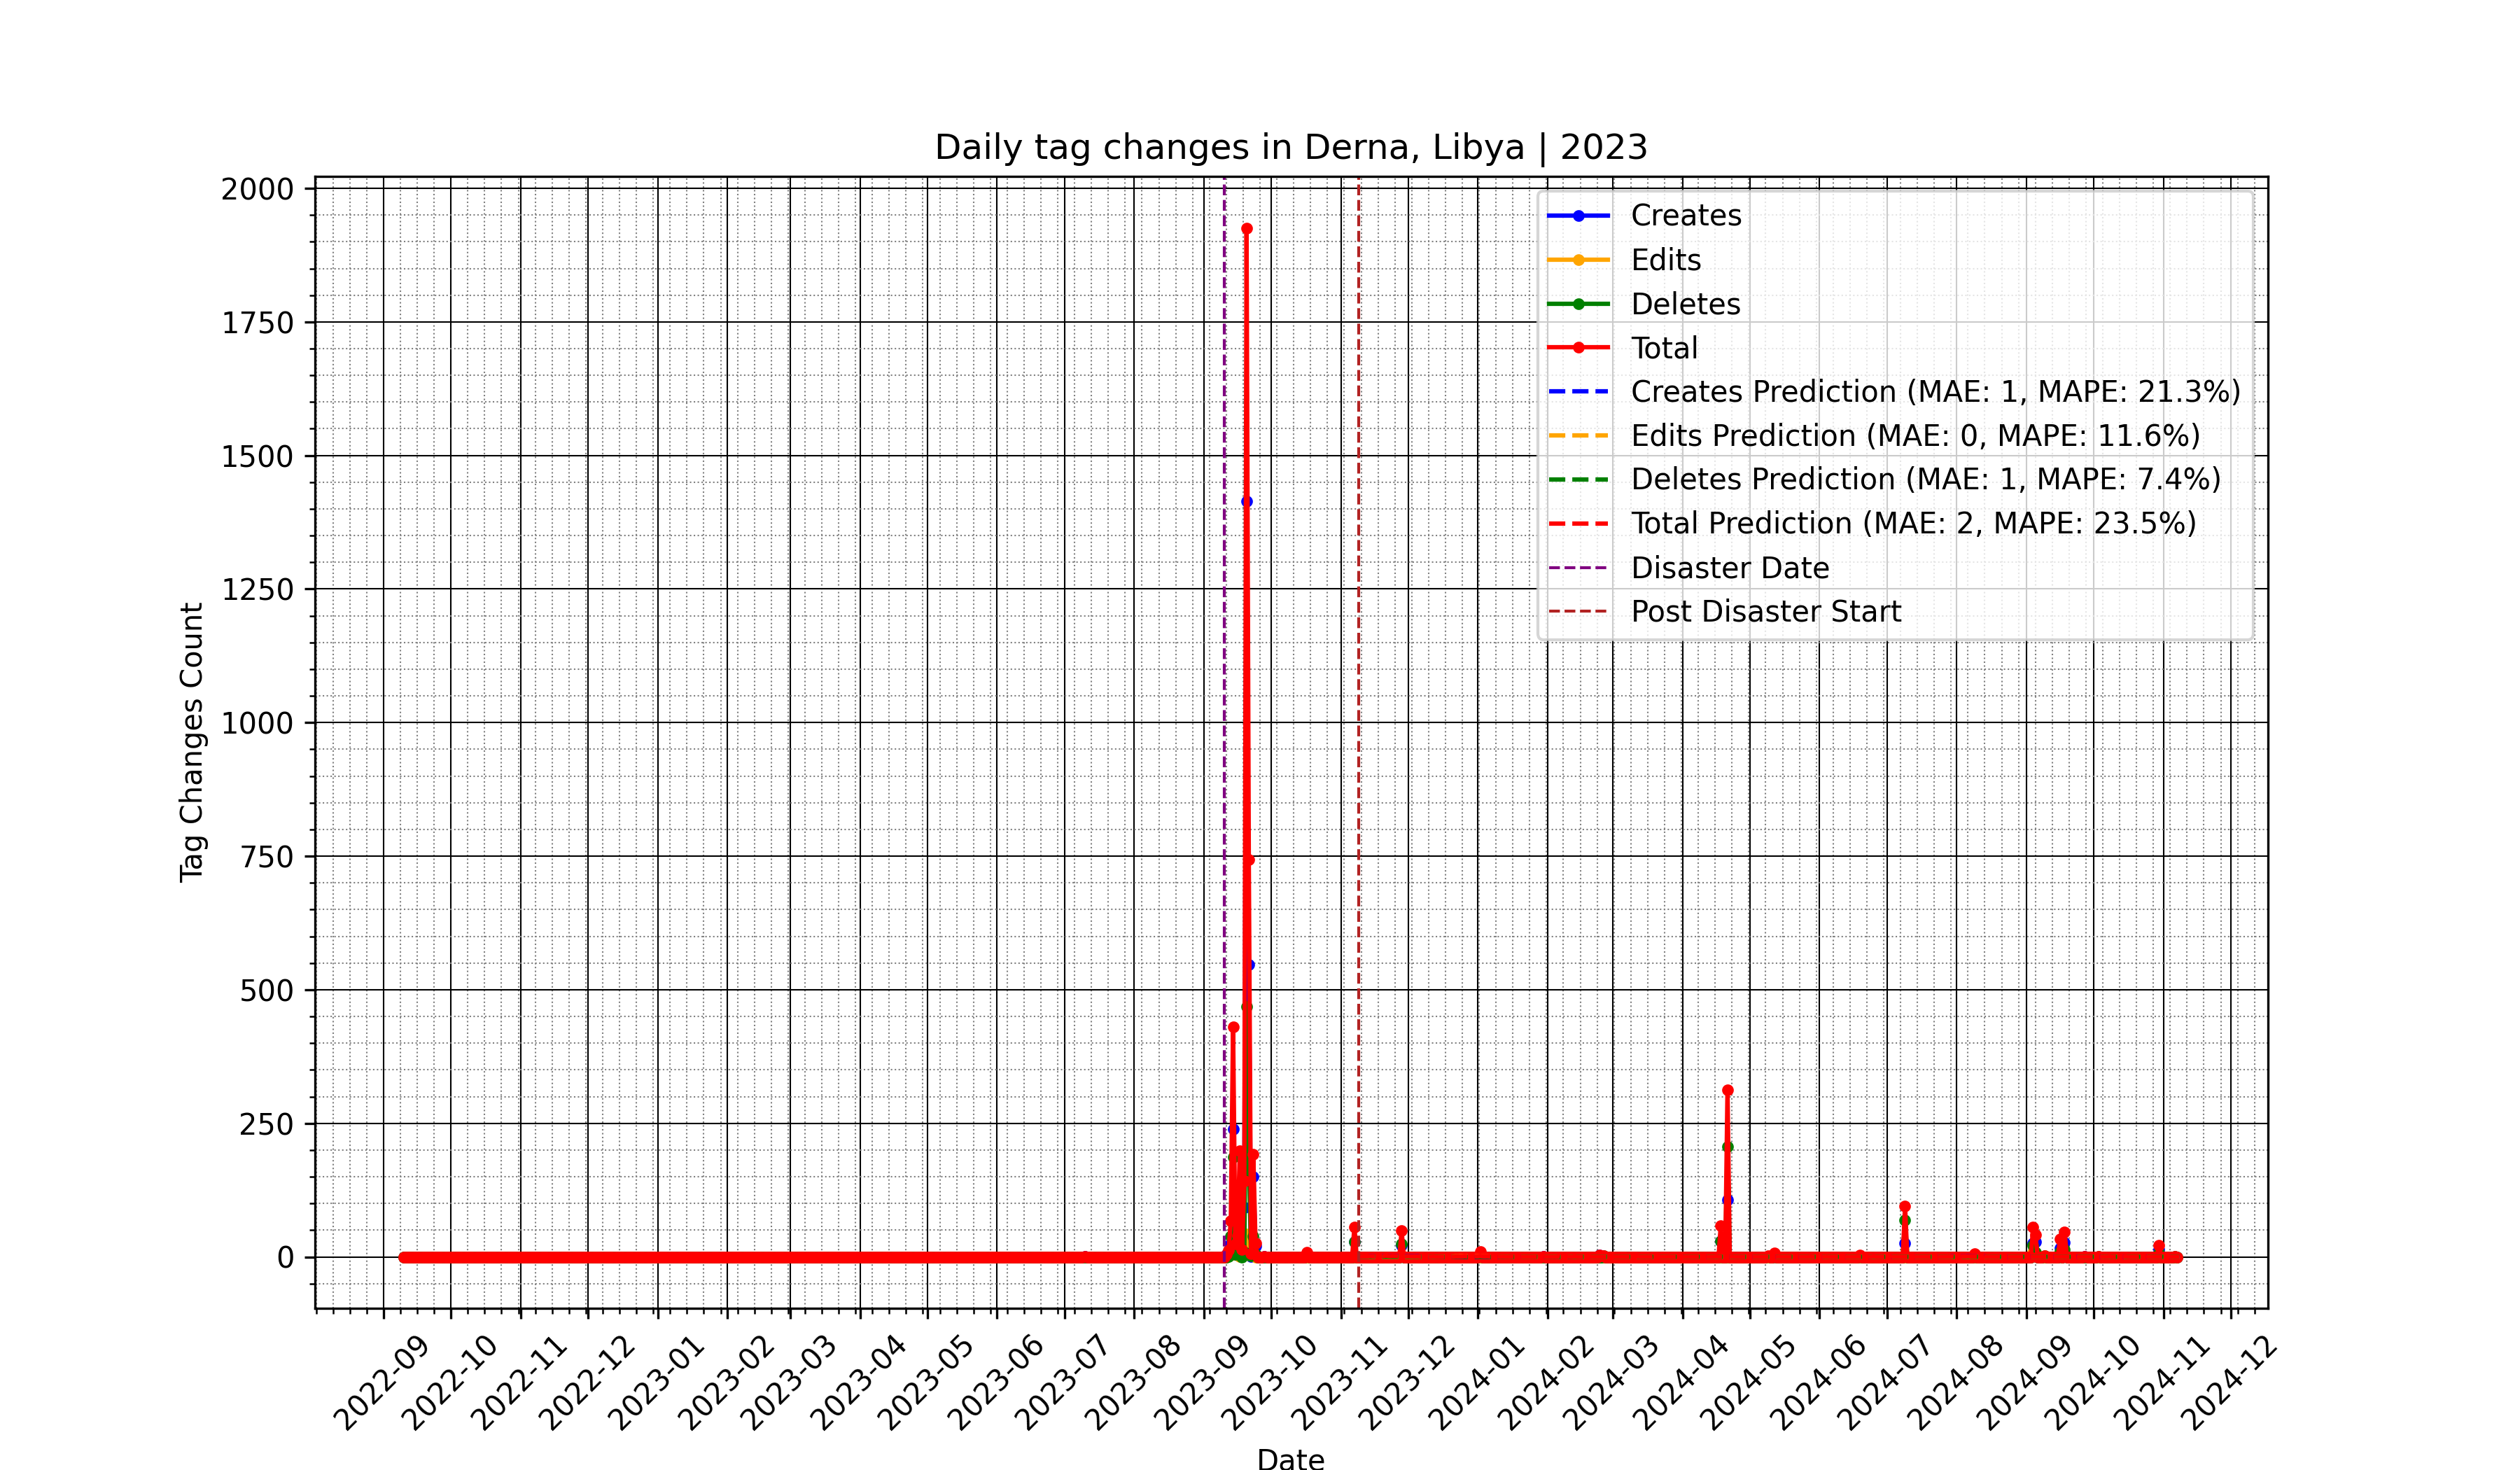 Daily tag changes in Derna, Libya | 2023
2000
1750
1500
1250
1000
750
500
250
0
Tag Changes Count
Creates
Edits
Deletes
Total
Creates Prediction (MAE: 1, MAPE: 21.3%)
Edits Prediction (MAE: 0, MAPE: 11.6%)
Deletes Prediction (MAE: 1, MAPE: 7.4%)
Total Prediction (MAE: 2, MAPE: 23.5%)
Disaster Date
Post Disaster Start
2022-09
2022-10
2022-11
2022-12
2023-01
2023-02
2023-03
2023-04
2023-05
2023-06
2023-07
2023-08
2023-09
2023-10
2023-11
2023-12
2024-01
2024-02
2024-03
2024-04
2024-05
2024-06
2024-07
2024-08
2024-09
2024-10
2024-11
2024-12
Date